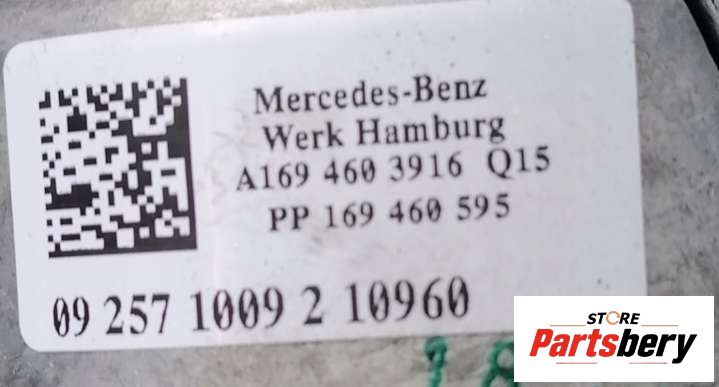 Mercedes-Benz
Werk Hamburg
A169 460 3916 Q15
PP 169 460 595
09 257 1009 2 10960
STORE
Partsbery